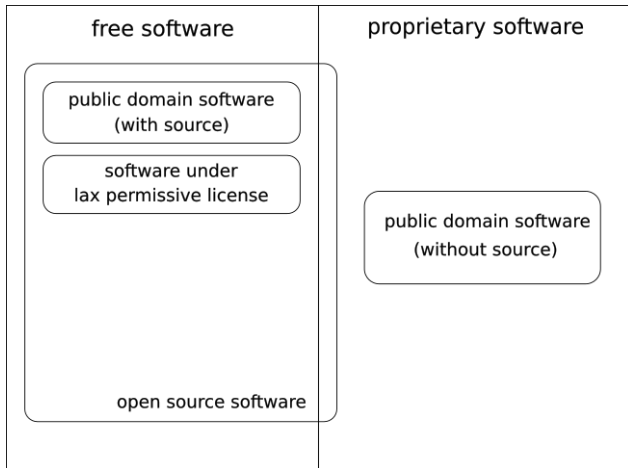 free software
proprietary software
public domain software
(with source)
software under
lax permissive license
public domain software
(without source)
open source software